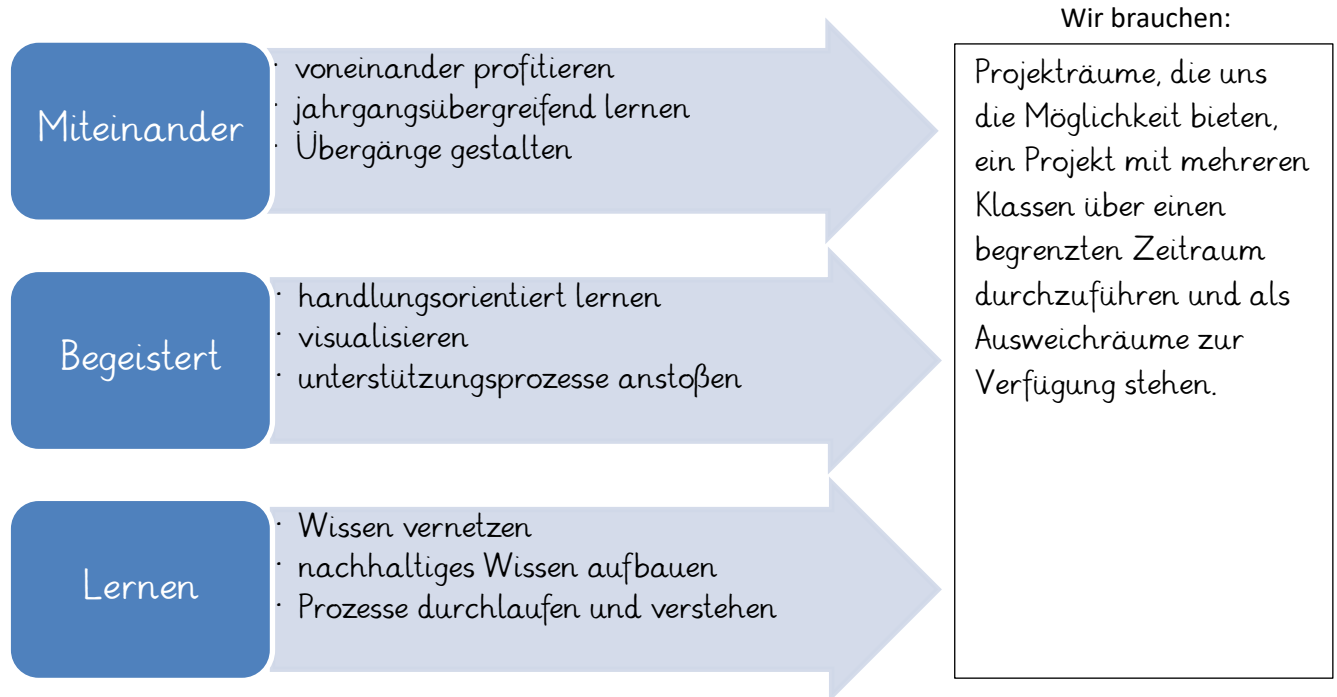 Wir brauchen:
Miteinander
· voneinander profitieren
· jahrgangsübergreifend lernen
· Übergänge gestalten
Begeistert
· handlungsorientiert lernen
· visualisieren
· unterstützungsprozesse anstoßen
Lernen
· Wissen vernetzen
· nachhaltiges Wissen aufbauen
· Prozesse durchlaufen und verstehen
Projekträume, die uns
die Möglichkeit bieten,
ein Projekt mit mehreren
Klassen über einen
begrenzten Zeitraum
durchzuführen und als
Ausweichräume zur
Verfügung stehen.